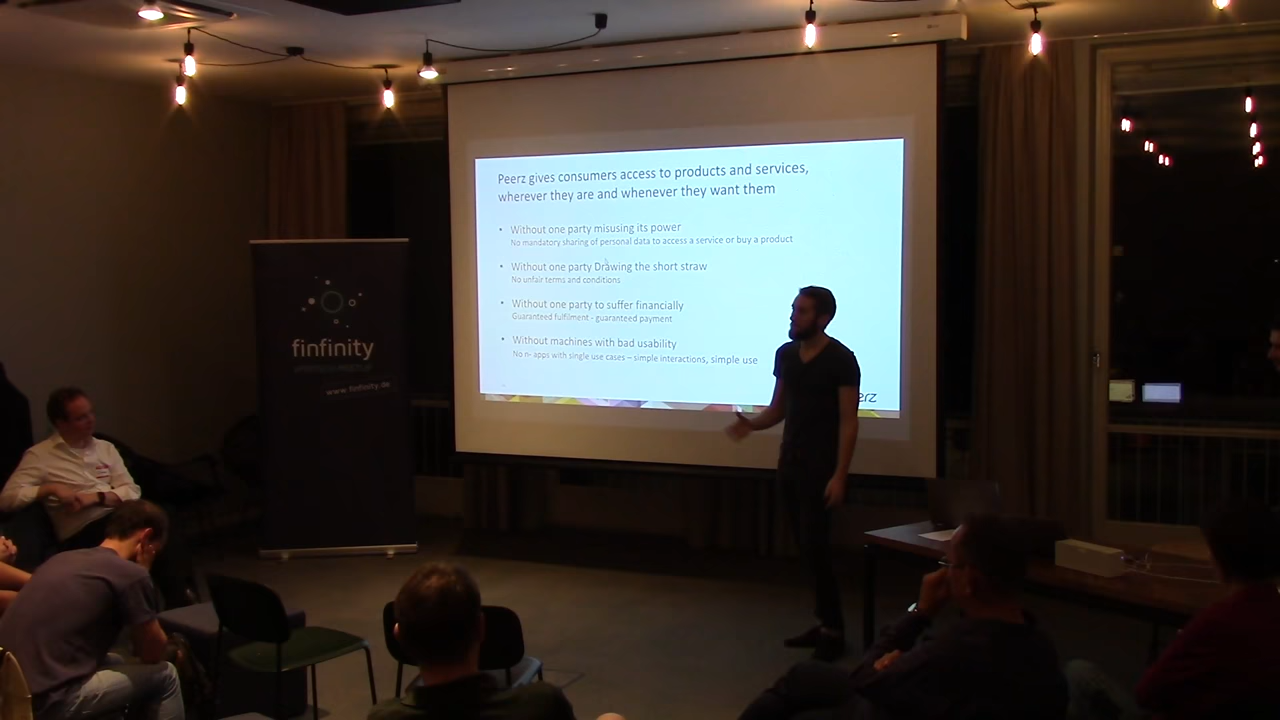 Peerz gives consumers access to products and services,
wherever they are and whenever they want them
• Without one party misusing its power
No mandatory sharing of personal data to access a service or buy a product
• Without one party Drawing the short straw
No unfair terms and conditions
• Without one party to suffer financially
Guaranteed fulfilment - guaranteed payment
• Without machines with bad usability
No n- apps with single use cases – simple interactions, simple use
erz
finfinity
www.finfinity.de